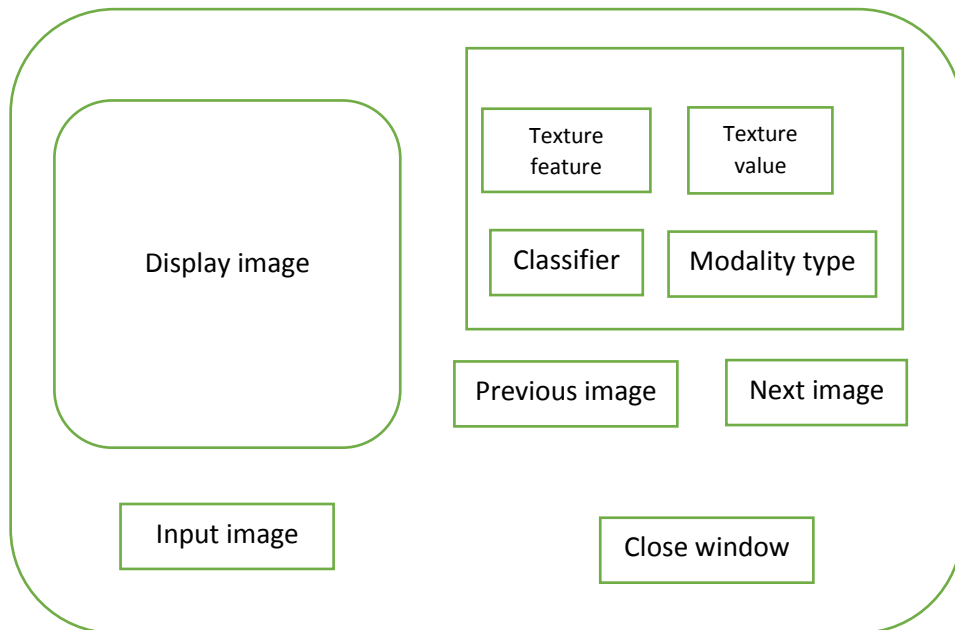 Texture
feature
Texture
value
Display image
Classifier
Modality type
Previous image
Next image
Input image
Close window